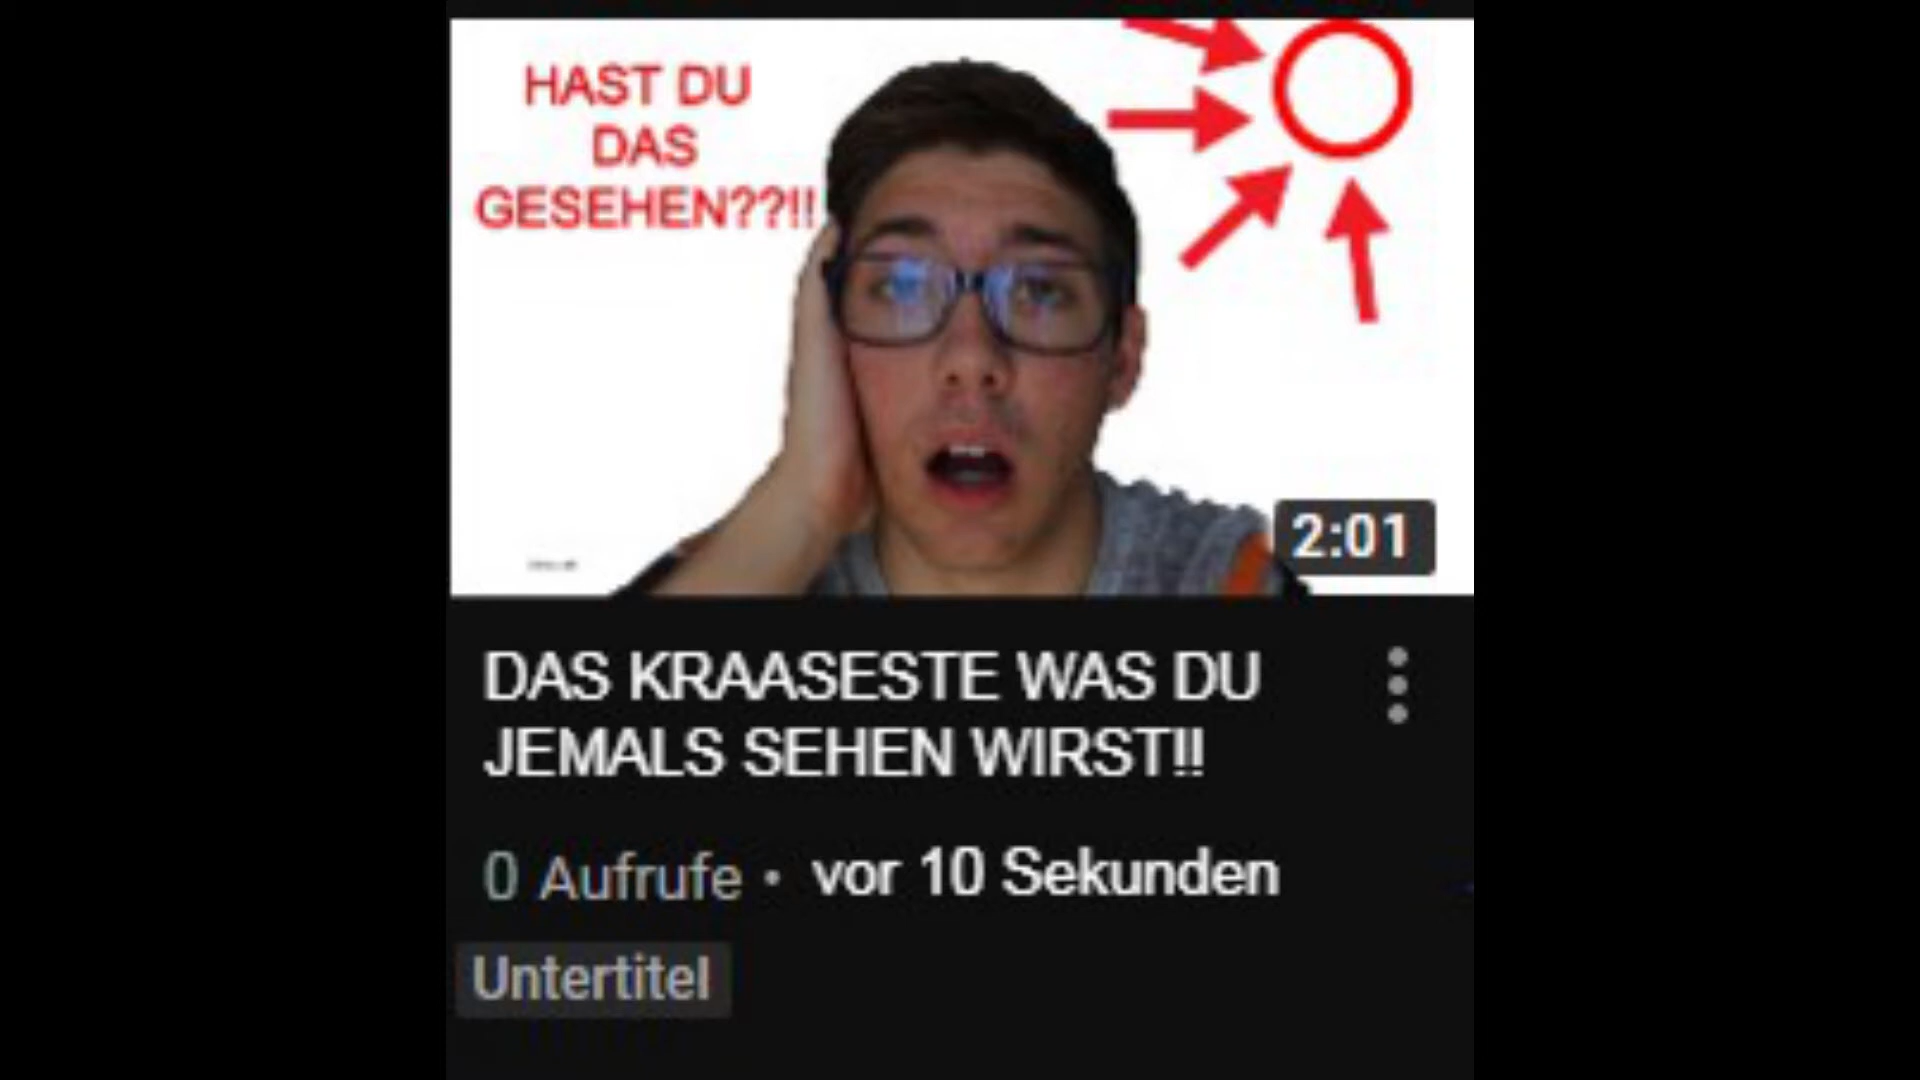 HAST DU
DAS
GESEHEN??!!
2:01
DAS KRAASESTE WAS DU
JEMALS SEHEN WIRST!!
0 Aufrufe • vor 10 Sekunden
Untertitel